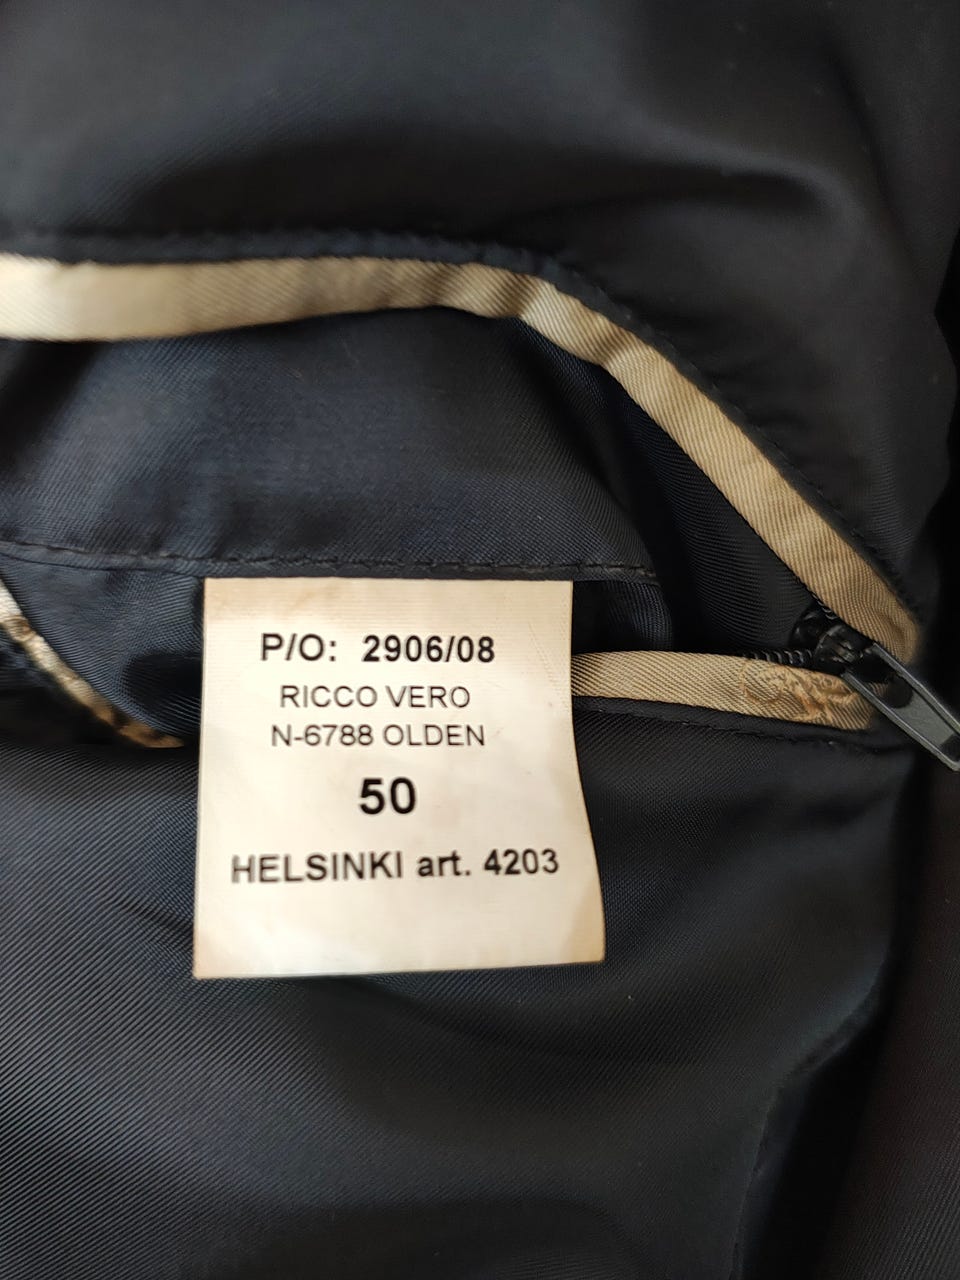 P/O: 2906/08
RICCO VERO
N-6788 OLDEN
50
HELSINKI art. 4203